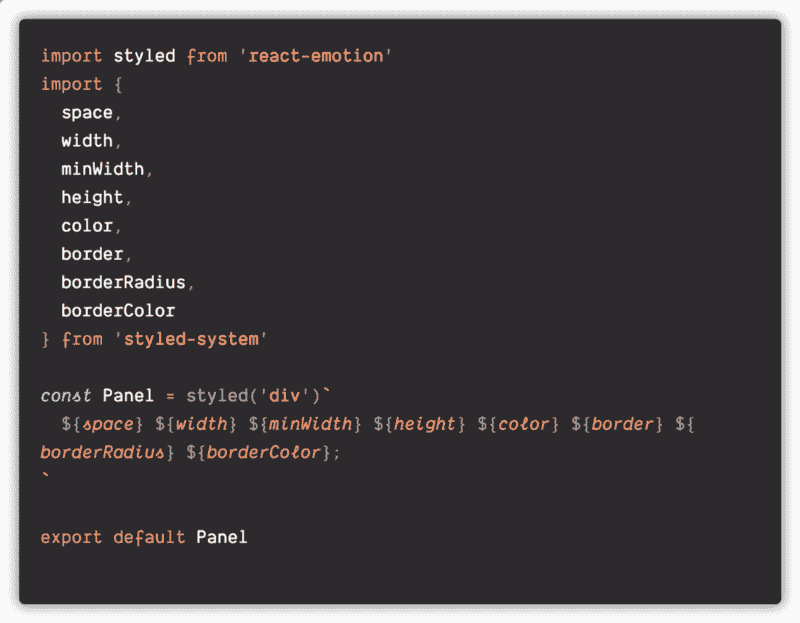 import styled from 'react-emotion'
import {
  space,
  width,
  minWidth,
  height,
  color,
  border,
  borderRadius,
  borderColor
} from 'styled-system'

const Panel = styled('div')`
  ${space} ${width} ${minWidth} ${height} ${color} ${border} ${
borderRadius} ${borderColor};
`

export default Panel